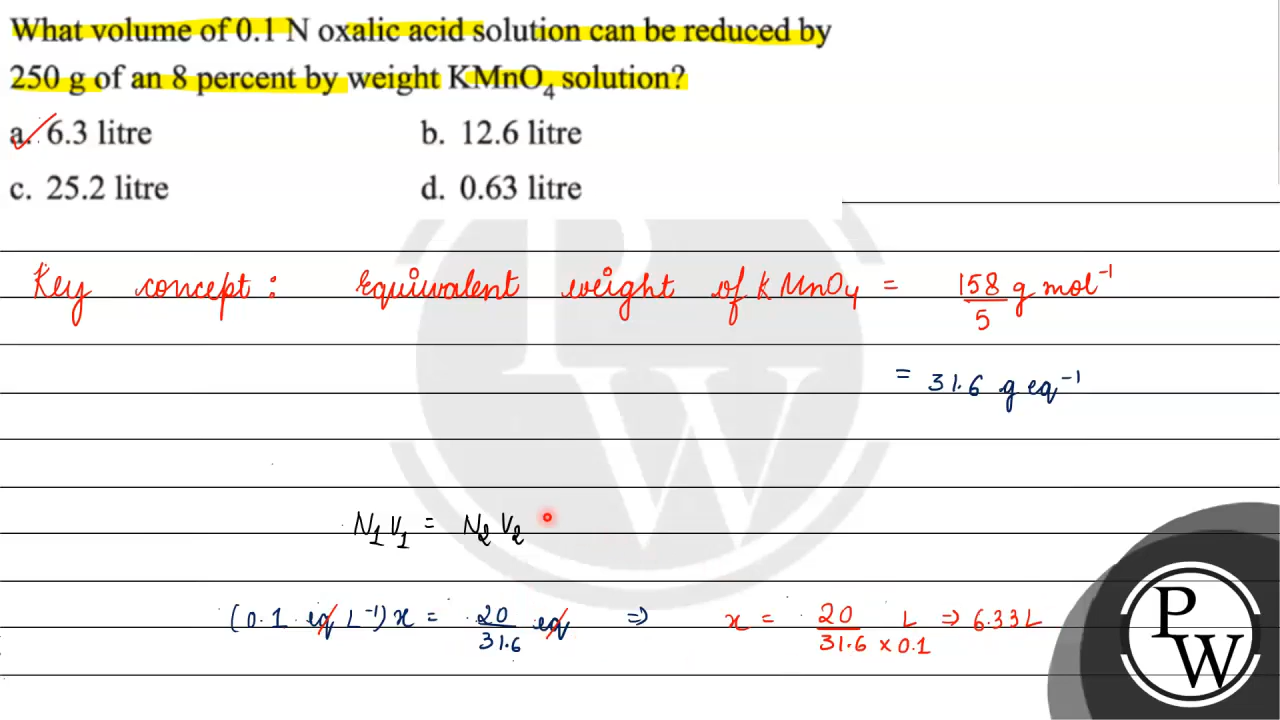 What volume of 0.1 N oxalic acid solution can be reduced by
250 g of an 8 percent by weight KMnO₄ solution?
a. 6.3 litre b. 12.6 litre
c. 25.2 litre d. 0.63 litre
Key concept: Equivalent weight of KMnO₄ = 158/5 g mol⁻¹
= 31.6 g eq⁻¹
N₁V₁ = N₂V₂
(0.1 eq L⁻¹) x = 20/31.6 eq ⇒ x = 20/(31.6 × 0.1) L ⇒ 6.33 L
P
W